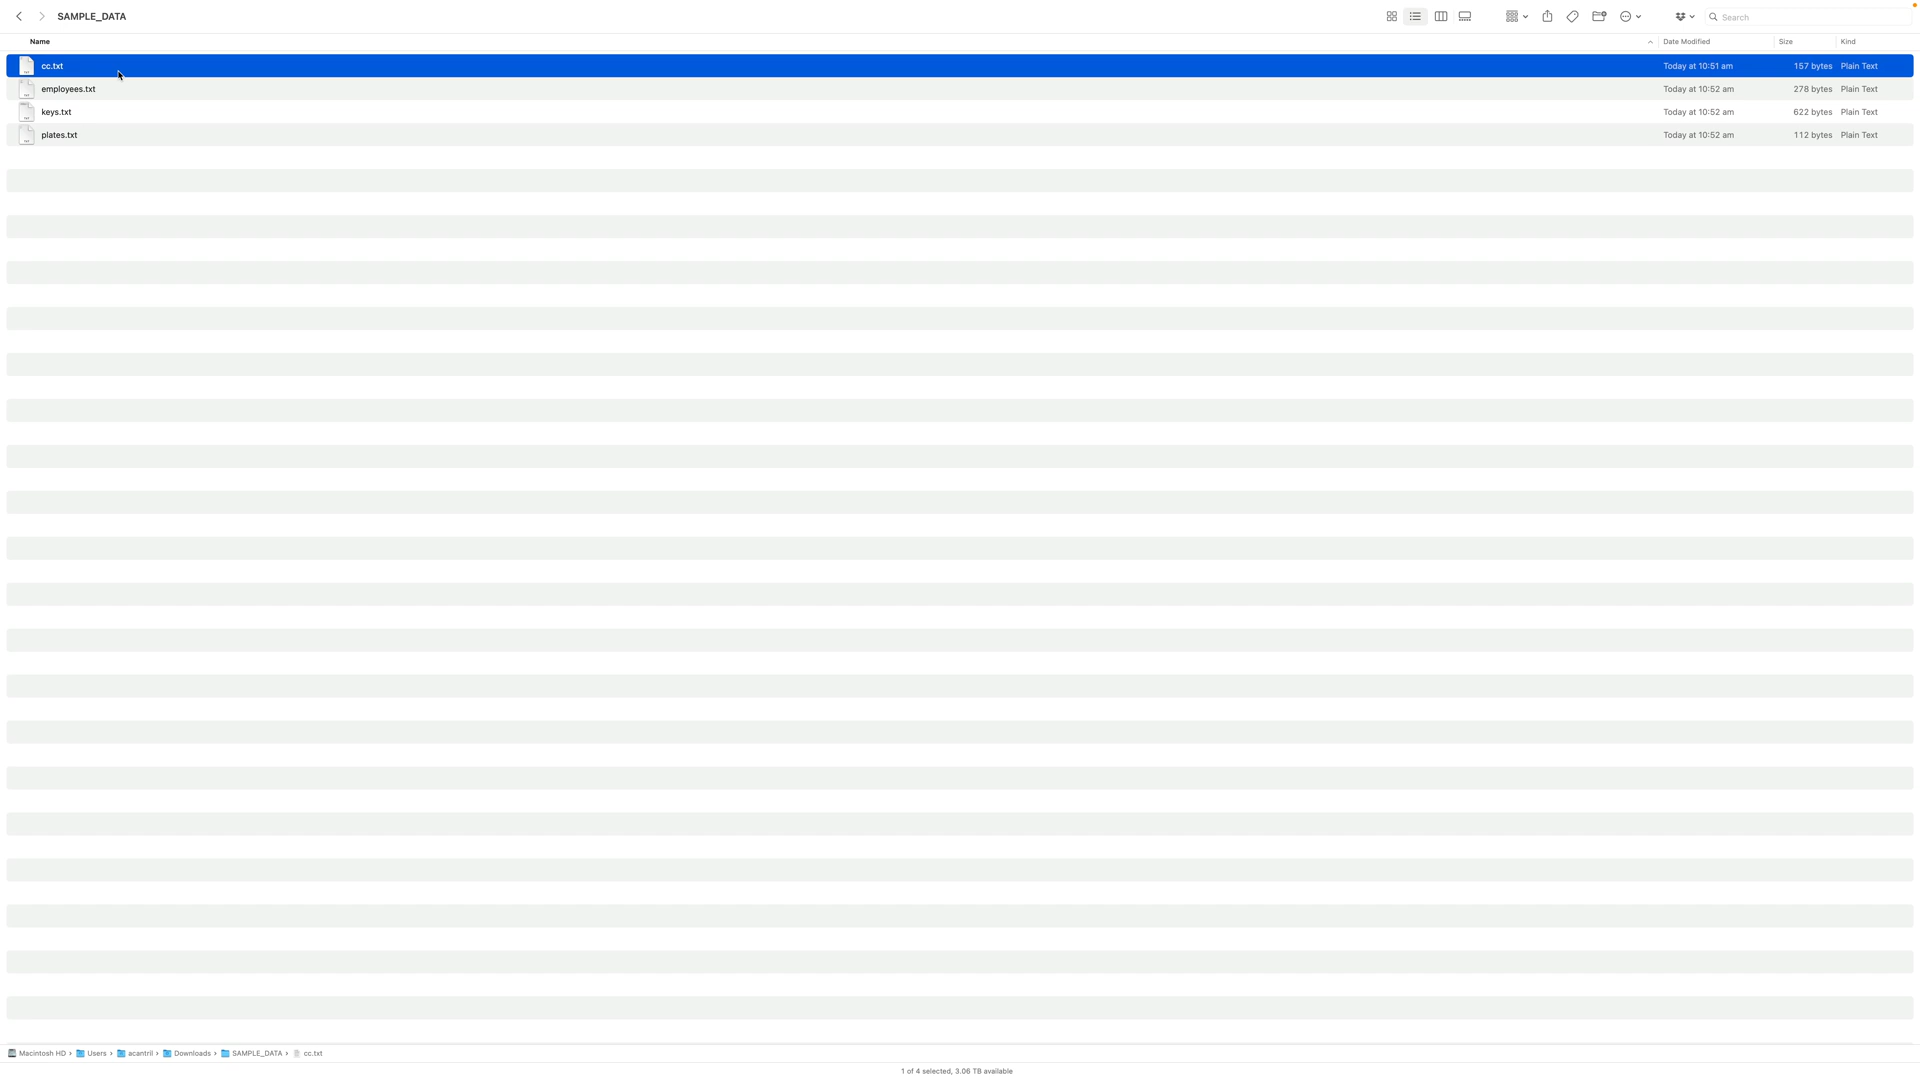 SAMPLE_DATA
Search
Name Date Modified Size Kind
cc.txt Today at 10:51 am 157 bytes Plain Text
employees.txt Today at 10:52 am 278 bytes Plain Text
keys.txt Today at 10:52 am 622 bytes Plain Text
plates.txt Today at 10:52 am 112 bytes Plain Text
Macintosh HD › Users › acantril › Downloads › SAMPLE_DATA › cc.txt
1 of 4 selected, 3.06 TB available